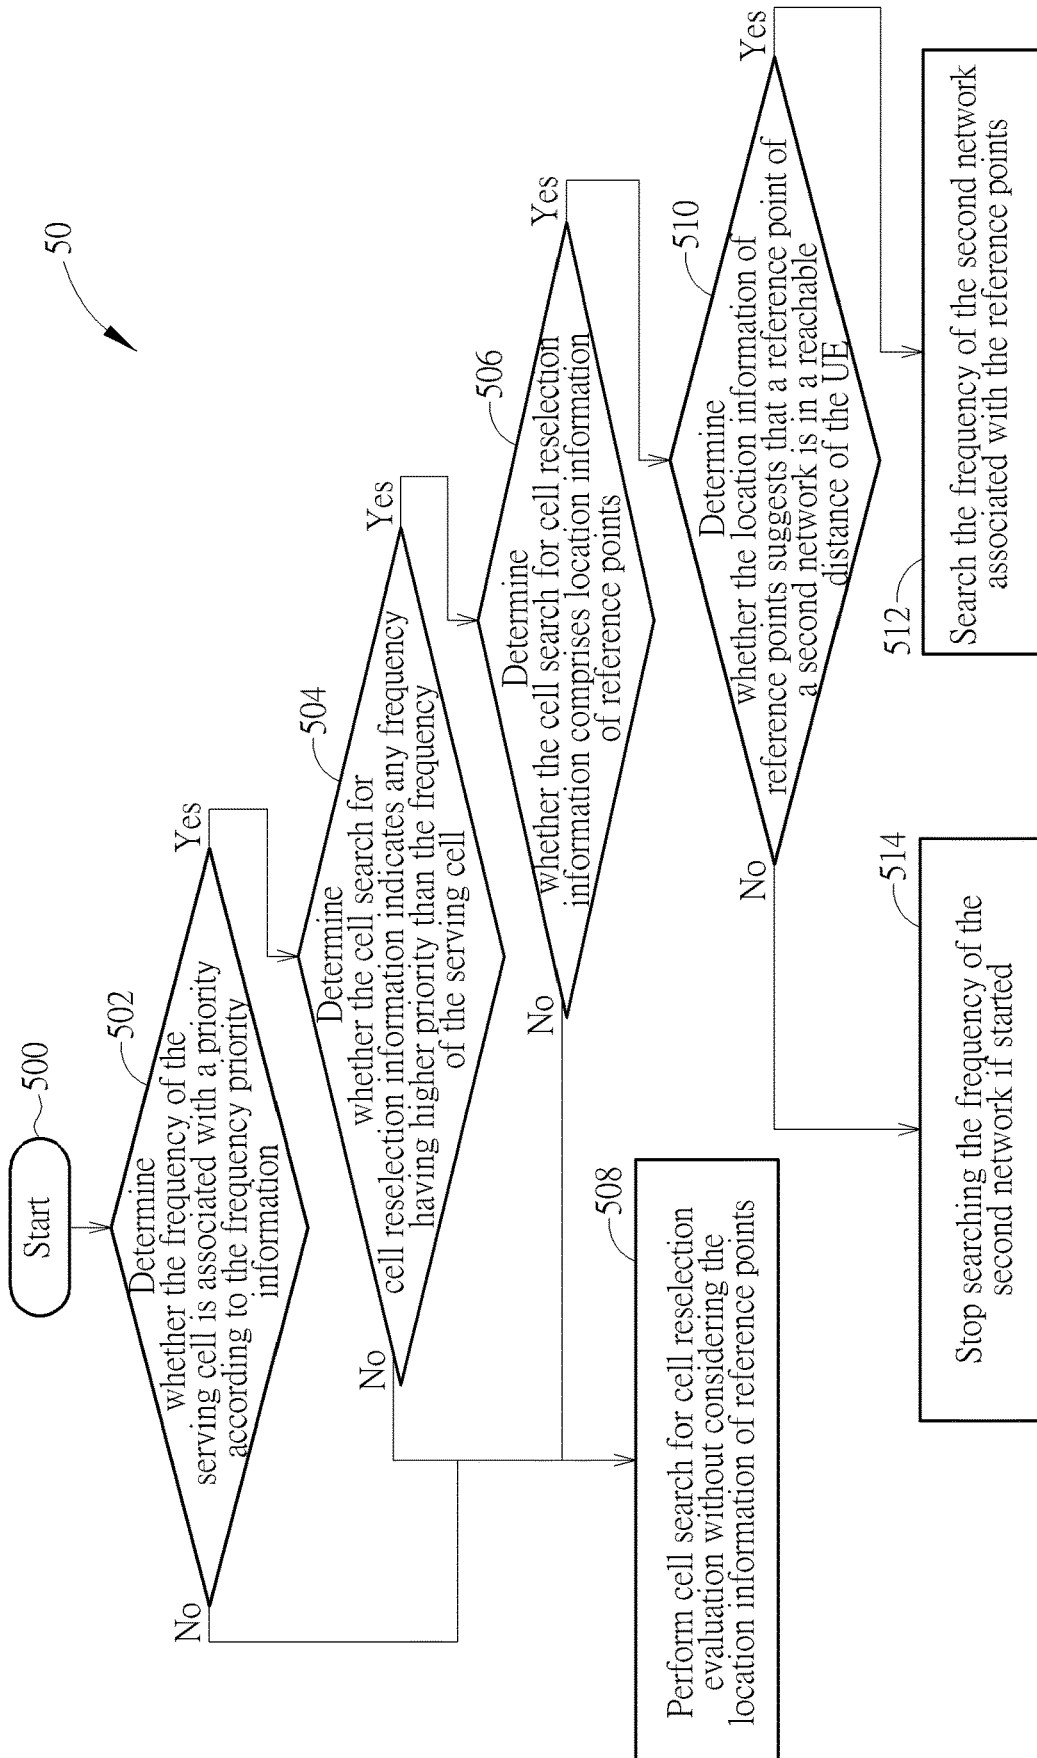 50
Start
500
Determine
whether the frequency of the
serving cell is associated with a priority
according to the frequency priority
information
502
Yes
No
Determine
whether the cell search for
cell reselection information indicates any frequency
having higher priority than the frequency
of the serving cell
504
Yes
No
Determine
whether the cell search for cell reselection
information comprises location information
of reference points
506
Yes
No
Perform cell search for cell reselection
evaluation without considering the
location information of reference points
508
Determine
whether the location information of
reference points suggests that a reference point of
a second network is in a reachable
distance of the UE
510
Yes
No
Search the frequency of the second network
associated with the reference points
512
Stop searching the frequency of the
second network if started
514